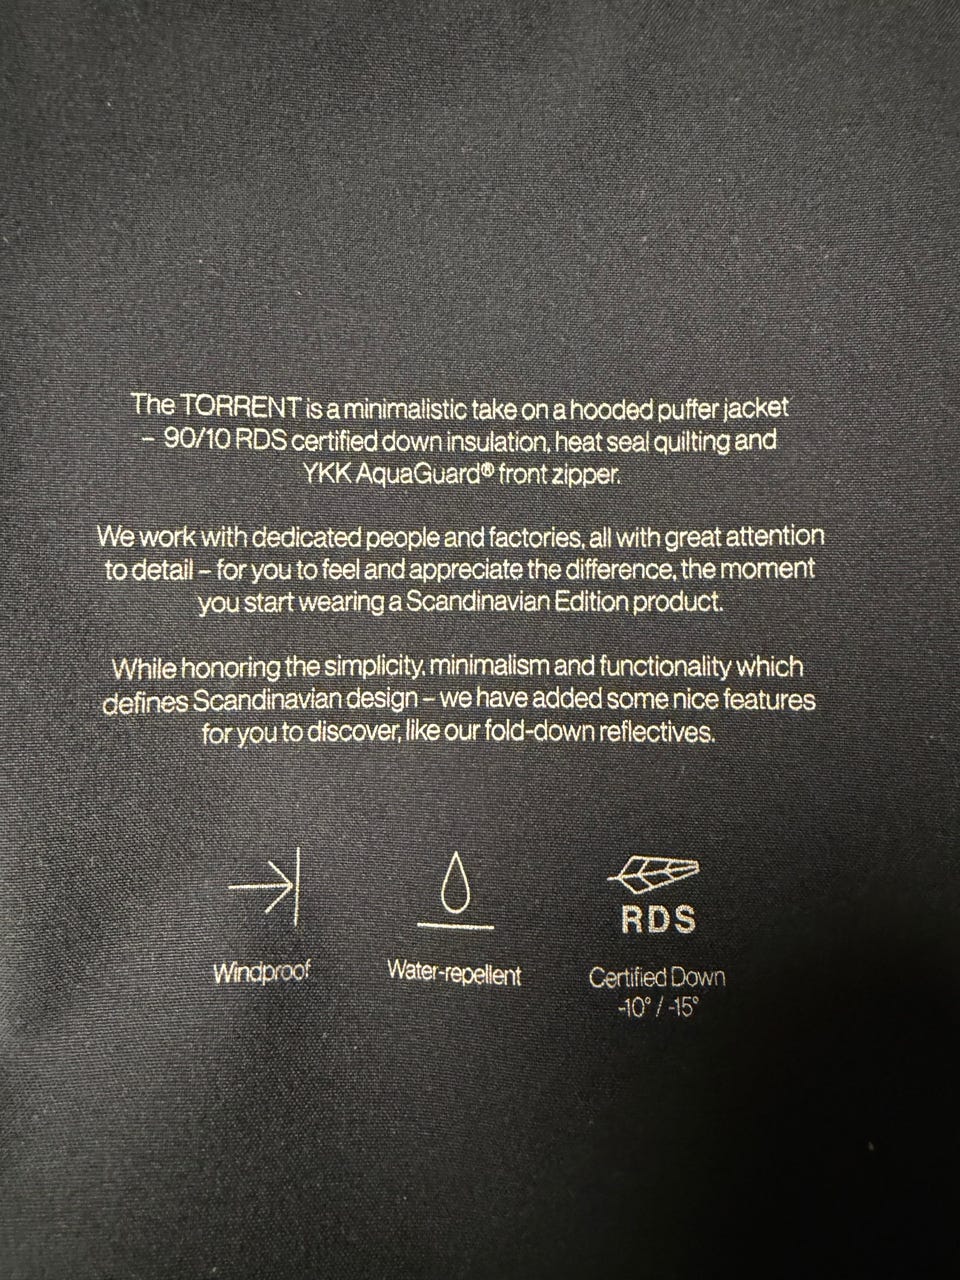 The TORRENT is a minimalistic take on a hooded puffer jacket
– 90/10 RDS certified down insulation, heat seal quilting and
YKK AquaGuard® front zipper.
We work with dedicated people and factories, all with great attention
to detail – for you to feel and appreciate the difference, the moment
you start wearing a Scandinavian Edition product.
While honoring the simplicity, minimalism and functionality which
defines Scandinavian design – we have added some nice features
for you to discover, like our fold-down reflectives.
RDS
Windproof
Water-repellent
Certified Down
-10° / -15°